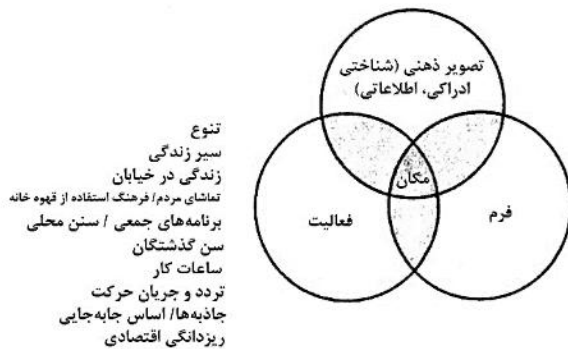 تصویر ذهنی (شناختی
ادراکی، اطلاعاتی)
مکان
فعالیت
فرم
تنوع
سیر زندگی
زندگی در خیابان
تماشای مردم/ فرهنگ استفاده از قهوه خانه
برنامه‌های جمعی / سنن محلی
سن گذشتگان
ساعات کار
تردد و جریان حرکت
جاذبه‌ها/ اساس جابه‌جایی
ریزدانگی اقتصادی